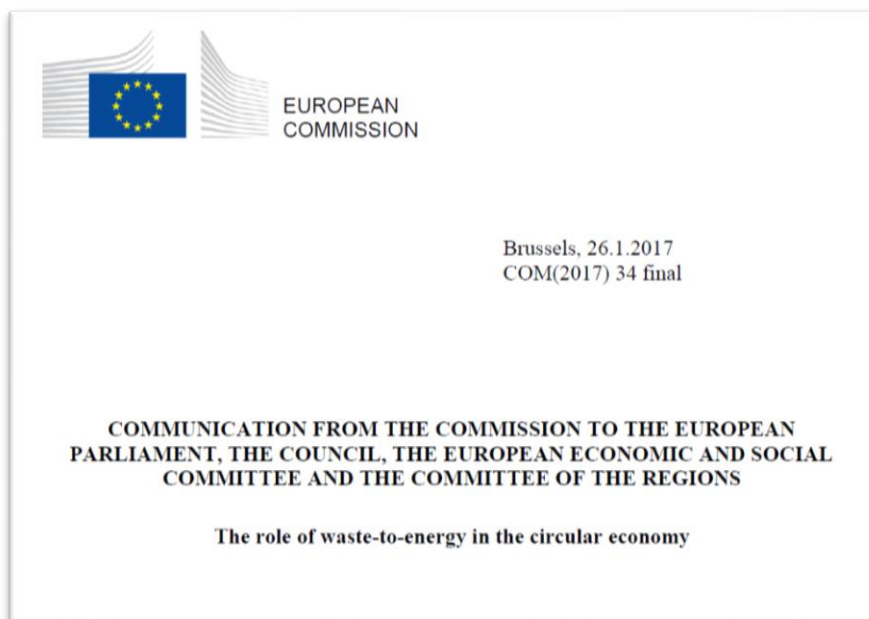 EUROPEAN
COMMISSION
Brussels, 26.1.2017
COM(2017) 34 final
COMMUNICATION FROM THE COMMISSION TO THE EUROPEAN
PARLIAMENT, THE COUNCIL, THE EUROPEAN ECONOMIC AND SOCIAL
COMMITTEE AND THE COMMITTEE OF THE REGIONS
The role of waste-to-energy in the circular economy